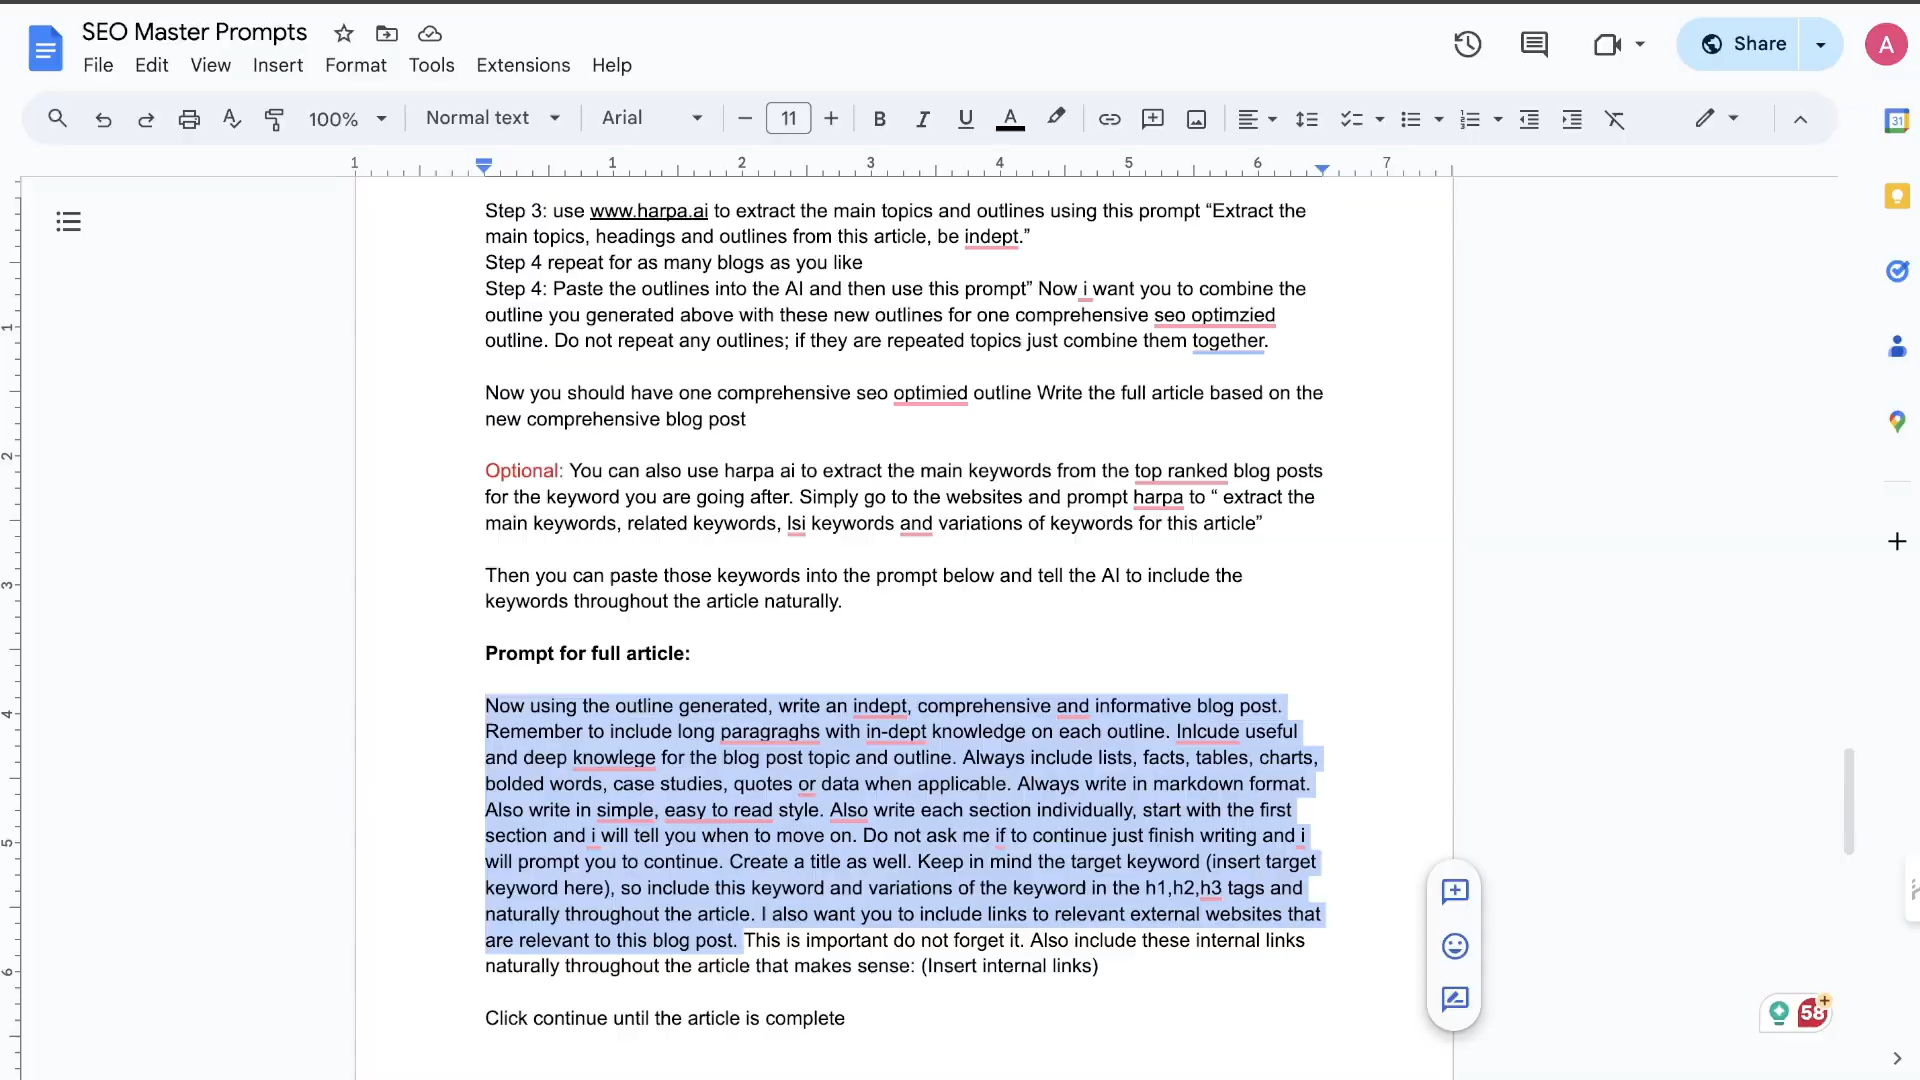 SEO Master Prompts
File Edit View Insert Format Tools Extensions Help
Share
A
100% Normal text Arial 11 B I U A
31
1 1 2 3 4 5 6 7
Step 3: use www.harpa.ai to extract the main topics and outlines using this prompt “Extract the
main topics, headings and outlines from this article, be indept.”
Step 4 repeat for as many blogs as you like
Step 4: Paste the outlines into the AI and then use this prompt” Now i want you to combine the
outline you generated above with these new outlines for one comprehensive seo optimzied
outline. Do not repeat any outlines; if they are repeated topics just combine them together.
Now you should have one comprehensive seo optimied outline Write the full article based on the
new comprehensive blog post
Optional: You can also use harpa ai to extract the main keywords from the top ranked blog posts
for the keyword you are going after. Simply go to the websites and prompt harpa to “ extract the
main keywords, related keywords, lsi keywords and variations of keywords for this article”
Then you can paste those keywords into the prompt below and tell the AI to include the
keywords throughout the article naturally.
Prompt for full article:
Now using the outline generated, write an indept, comprehensive and informative blog post.
Remember to include long paragraghs with in-dept knowledge on each outline. Inlcude useful
and deep knowlege for the blog post topic and outline. Always include lists, facts, tables, charts,
bolded words, case studies, quotes or data when applicable. Always write in markdown format.
Also write in simple, easy to read style. Also write each section individually, start with the first
section and i will tell you when to move on. Do not ask me if to continue just finish writing and i
will prompt you to continue. Create a title as well. Keep in mind the target keyword (insert target
keyword here), so include this keyword and variations of the keyword in the h1,h2,h3 tags and
naturally throughout the article. I also want you to include links to relevant external websites that
are relevant to this blog post. This is important do not forget it. Also include these internal links
naturally throughout the article that makes sense: (Insert internal links)
Click continue until the article is complete
1
2
3
4
5
6
58